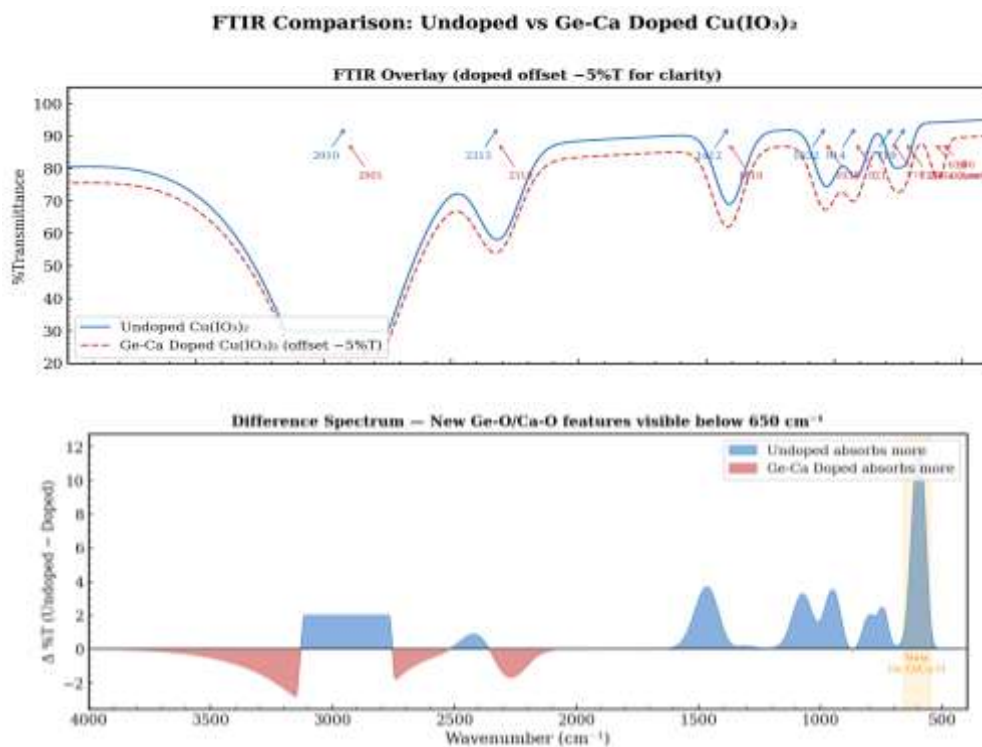 FTIR Comparison: Undoped vs Ge-Ca Doped Cu(IO₃)₂
FTIR Overlay (doped offset −5%T for clarity)
%Transmittance
100
90
80
70
60
50
40
30
20
2901
Undoped Cu(IO₃)₂
Ge-Ca Doped Cu(IO₃)₂ (offset −5%T)
Difference Spectrum — New Ge-O/Ca-O features visible below 650 cm⁻¹
Δ %T (Undoped − Doped)
12
10
8
6
4
2
0
−2
Undoped absorbs more
Ge-Ca Doped absorbs more
New
4000
3500
3000
2500
2000
1500
1000
500
Wavenumber (cm⁻¹)